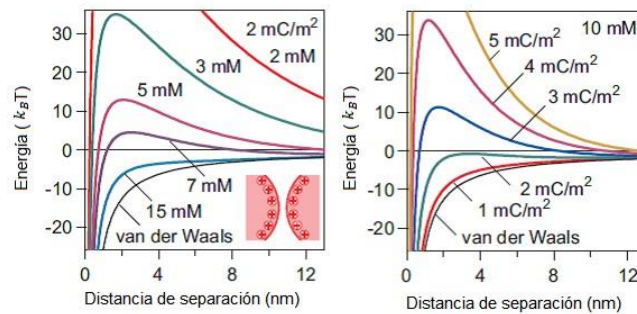 30
20
10
0
-10
-20
Energía ( k_BT)
2 mC/m²
2 mM
3 mM
5 mM
7 mM
15 mM
van der Waals
0 4 8 12
Distancia de separación (nm)
30
20
10
0
-10
-20
Energía ( k_BT)
10 mM
5 mC/m²
4 mC/m²
3 mC/m²
2 mC/m²
1 mC/m²
van der Waals
0 4 8 12
Distancia de separación (nm)